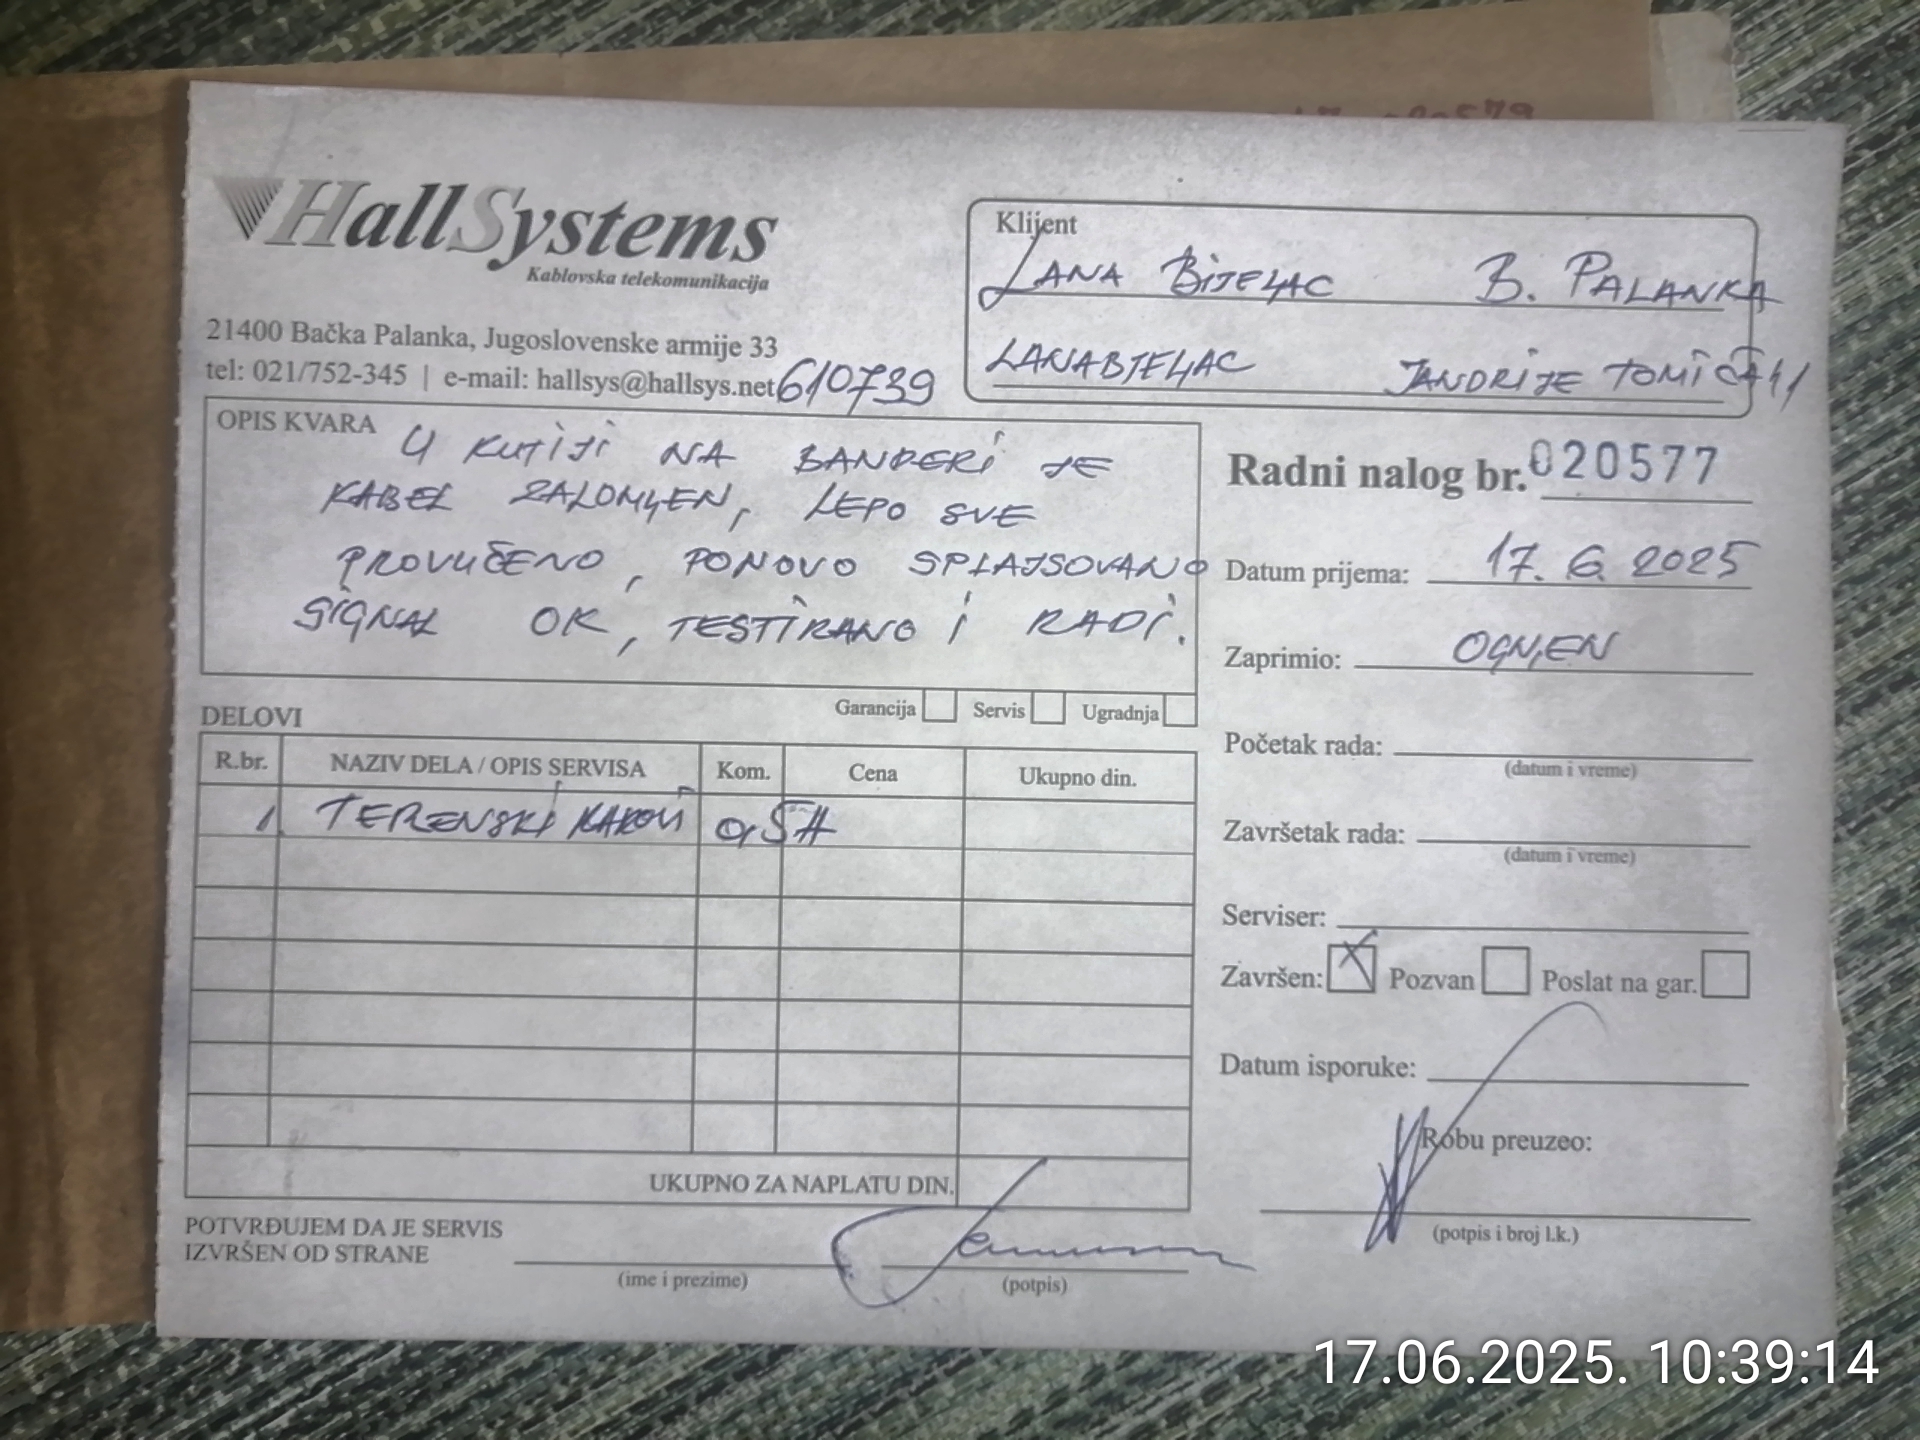 HallSystems
Kablovska telekomunikacija
21400 Bačka Palanka, Jugoslovenske armije 33
tel: 021/752-345 | e-mail: hallsys@hallsys.net 610739
Klijent
LANA BJELJAC B. PALANKA
LANABJELJAC JANDRIJE TOMIĆA
OPIS KVARA
U KUTIJI NA BANDERI JE
KABEL ZALOMLJEN, LEPO SVE
PROVUČENO, PONOVO SPLAJSOVANO
SIGNAL OK, TESTIRANO I RADI.
Garancija Servis Ugradnja
Radni nalog br. 020577
Datum prijema: 17. 6. 2025
Zaprimio: OGNJEN
Početak rada:
(datum i vreme)
Završetak rada:
(datum i vreme)
Serviser:
Završen: X Pozvan Poslat na gar.
Datum isporuke:
Robu preuzeo:
(potpis i broj l.k.)
DELOVI
R.br. NAZIV DELA / OPIS SERVISA Kom. Cena Ukupno din.
1. TERENSKI 0,5H
UKUPNO ZA NAPLATU DIN.
POTVRĐUJEM DA JE SERVIS
IZVRŠEN OD STRANE
(ime i prezime) (potpis)
17.06.2025. 10:39:14